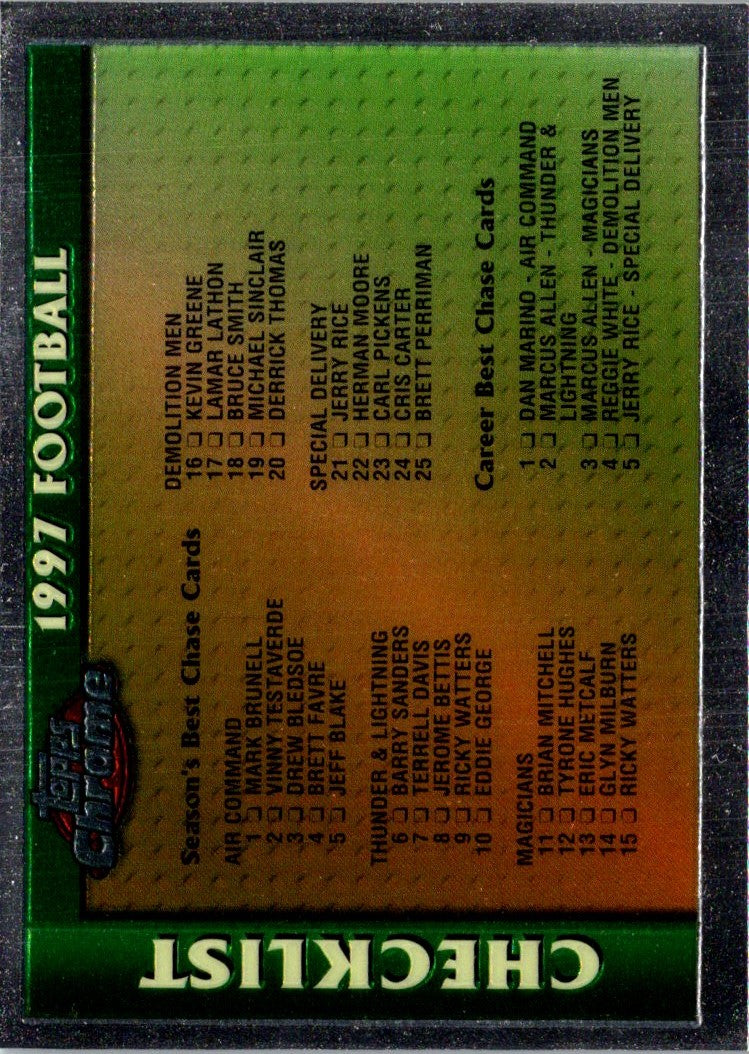 CHECKLIST
Topps
Chrome
1997 FOOTBALL
Season's Best Chase Cards
AIR COMMAND
1 □ MARK BRUNELL
2 □ VINNY TESTAVERDE
3 □ DREW BLEDSOE
4 □ BRETT FAVRE
5 □ JEFF BLAKE
THUNDER & LIGHTNING
6 □ BARRY SANDERS
7 □ TERRELL DAVIS
8 □ JEROME BETTIS
9 □ RICKY WATTERS
10 □ EDDIE GEORGE
MAGICIANS
11 □ BRIAN MITCHELL
12 □ TYRONE HUGHES
13 □ ERIC METCALF
14 □ GLYN MILBURN
15 □ RICKY WATTERS
DEMOLITION MEN
16 □ KEVIN GREENE
17 □ LAMAR LATHON
18 □ BRUCE SMITH
19 □ MICHAEL SINCLAIR
20 □ DERRICK THOMAS
SPECIAL DELIVERY
21 □ JERRY RICE
22 □ HERMAN MOORE
23 □ CARL PICKENS
24 □ CRIS CARTER
25 □ BRETT PERRIMAN
Career Best Chase Cards
1 □ DAN MARINO - AIR COMMAND
2 □ MARCUS ALLEN - THUNDER &
LIGHTNING
3 □ MARCUS ALLEN - MAGICIANS
4 □ REGGIE WHITE - DEMOLITION MEN
5 □ JERRY RICE - SPECIAL DELIVERY